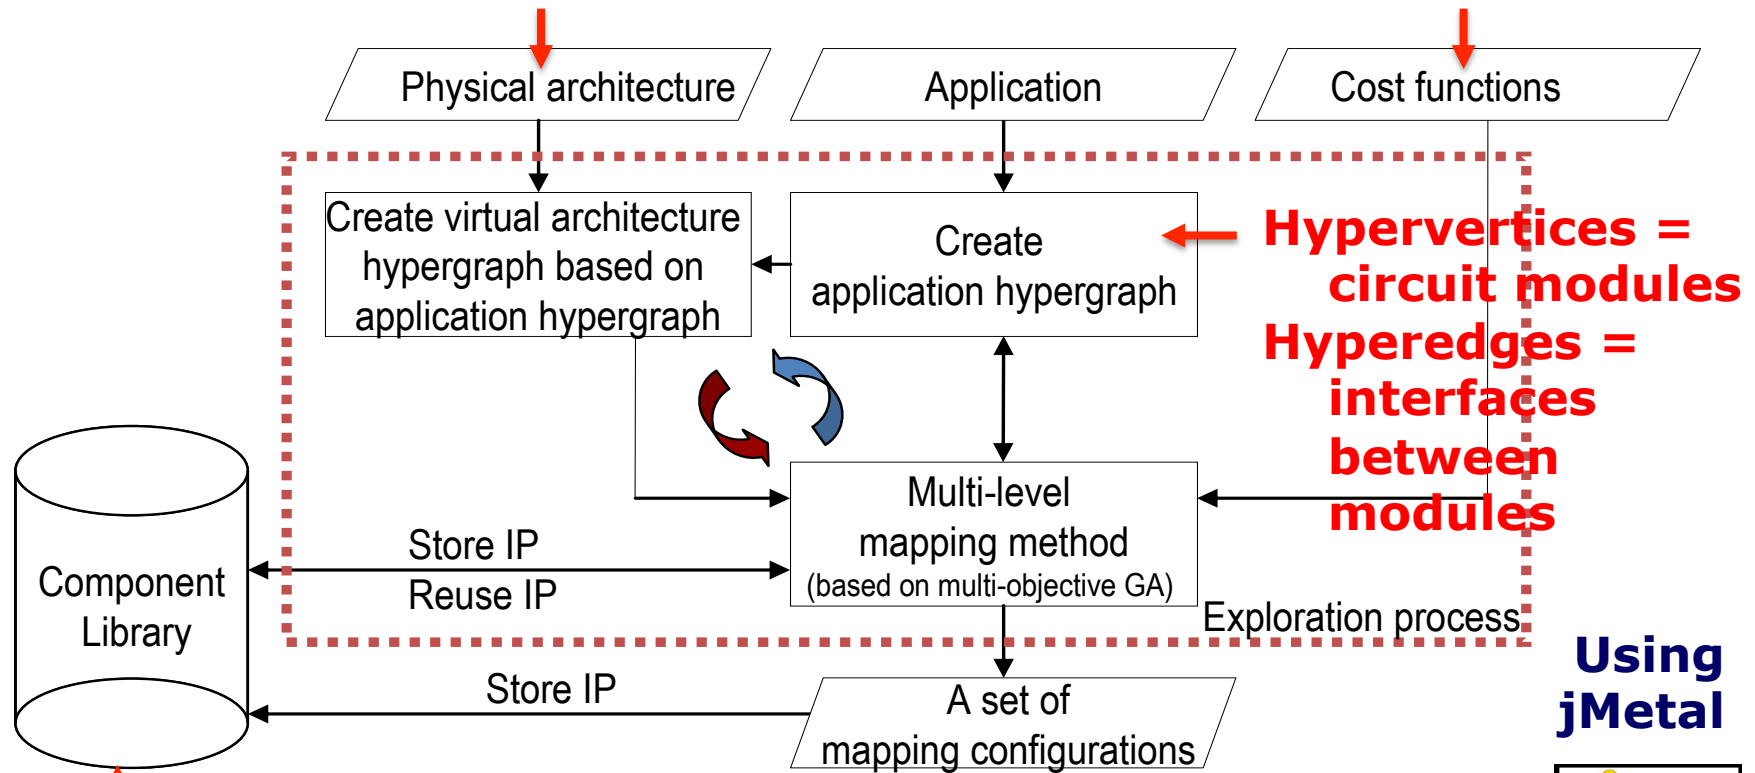 Physical architecture
Application
Cost functions
Create virtual architecture
hypergraph based on
application hypergraph
Create
application hypergraph
Hypervertices =
circuit modules
Hyperedges =
interfaces
between
modules
Multi-level
mapping method
(based on multi-objective GA)
Store IP
Reuse IP
Component
Library
Exploration process
Using
jMetal
Store IP
A set of
mapping configurations